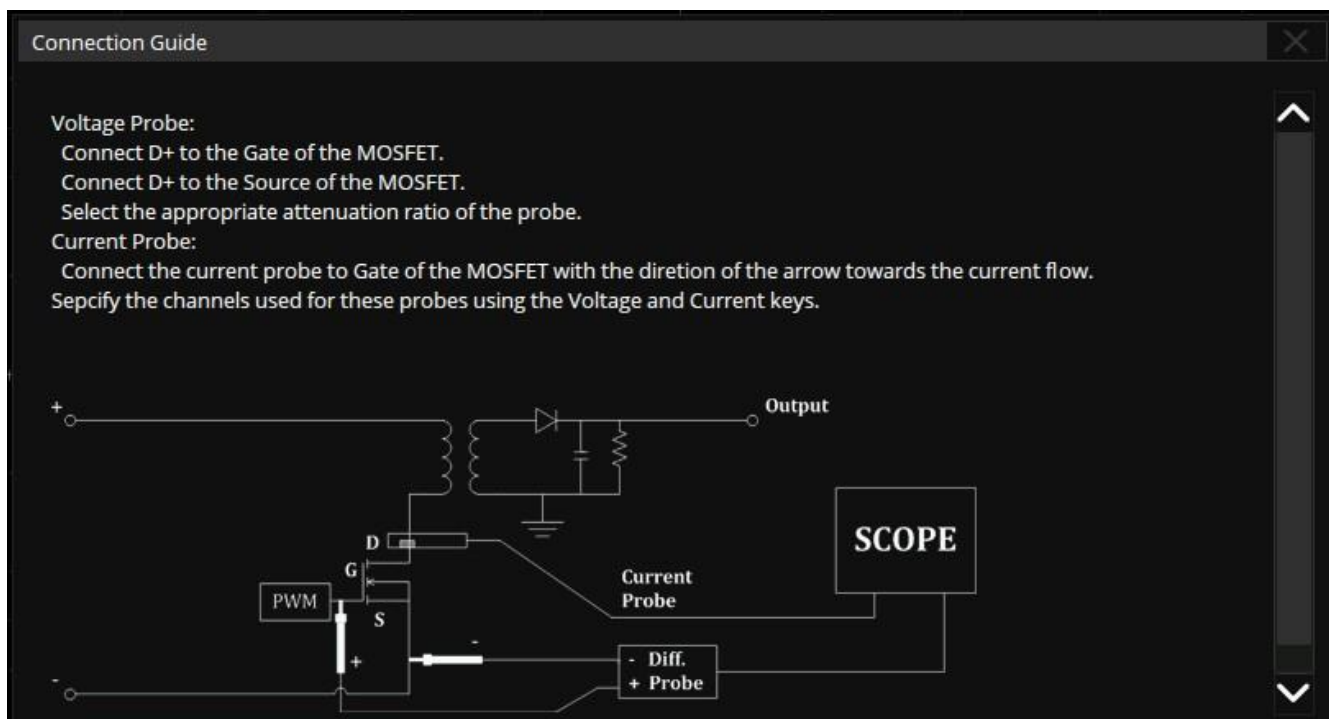 Connection Guide
Voltage Probe:
Connect D+ to the Gate of the MOSFET.
Connect D+ to the Source of the MOSFET.
Select the appropriate attenuation ratio of the probe.
Current Probe:
Connect the current probe to Gate of the MOSFET with the diretion of the arrow towards the current flow.
Sepcify the channels used for these probes using the Voltage and Current keys.
+
Output
SCOPE
D
G
Current
Probe
PWM
S
-
+
- Diff.
+ Probe
-